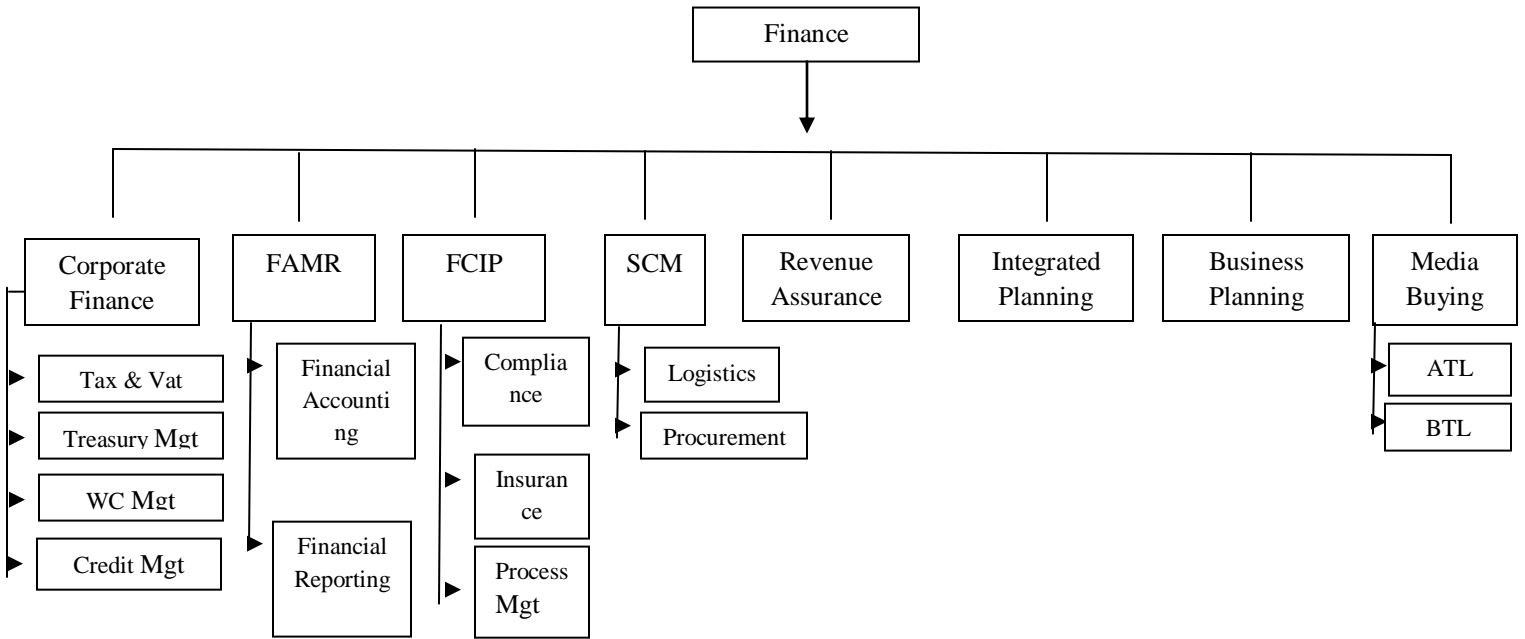 Finance
Corporate
Finance
FAMR
FCIP
SCM
Revenue
Assurance
Integrated
Planning
Business
Planning
Media
Buying
Tax & Vat
Treasury Mgt
WC Mgt
Credit Mgt
Financial
Accounti
ng
Financial
Reporting
Complia
nce
Insuran
ce
Process
Mgt
Logistics
Procurement
ATL
BTL